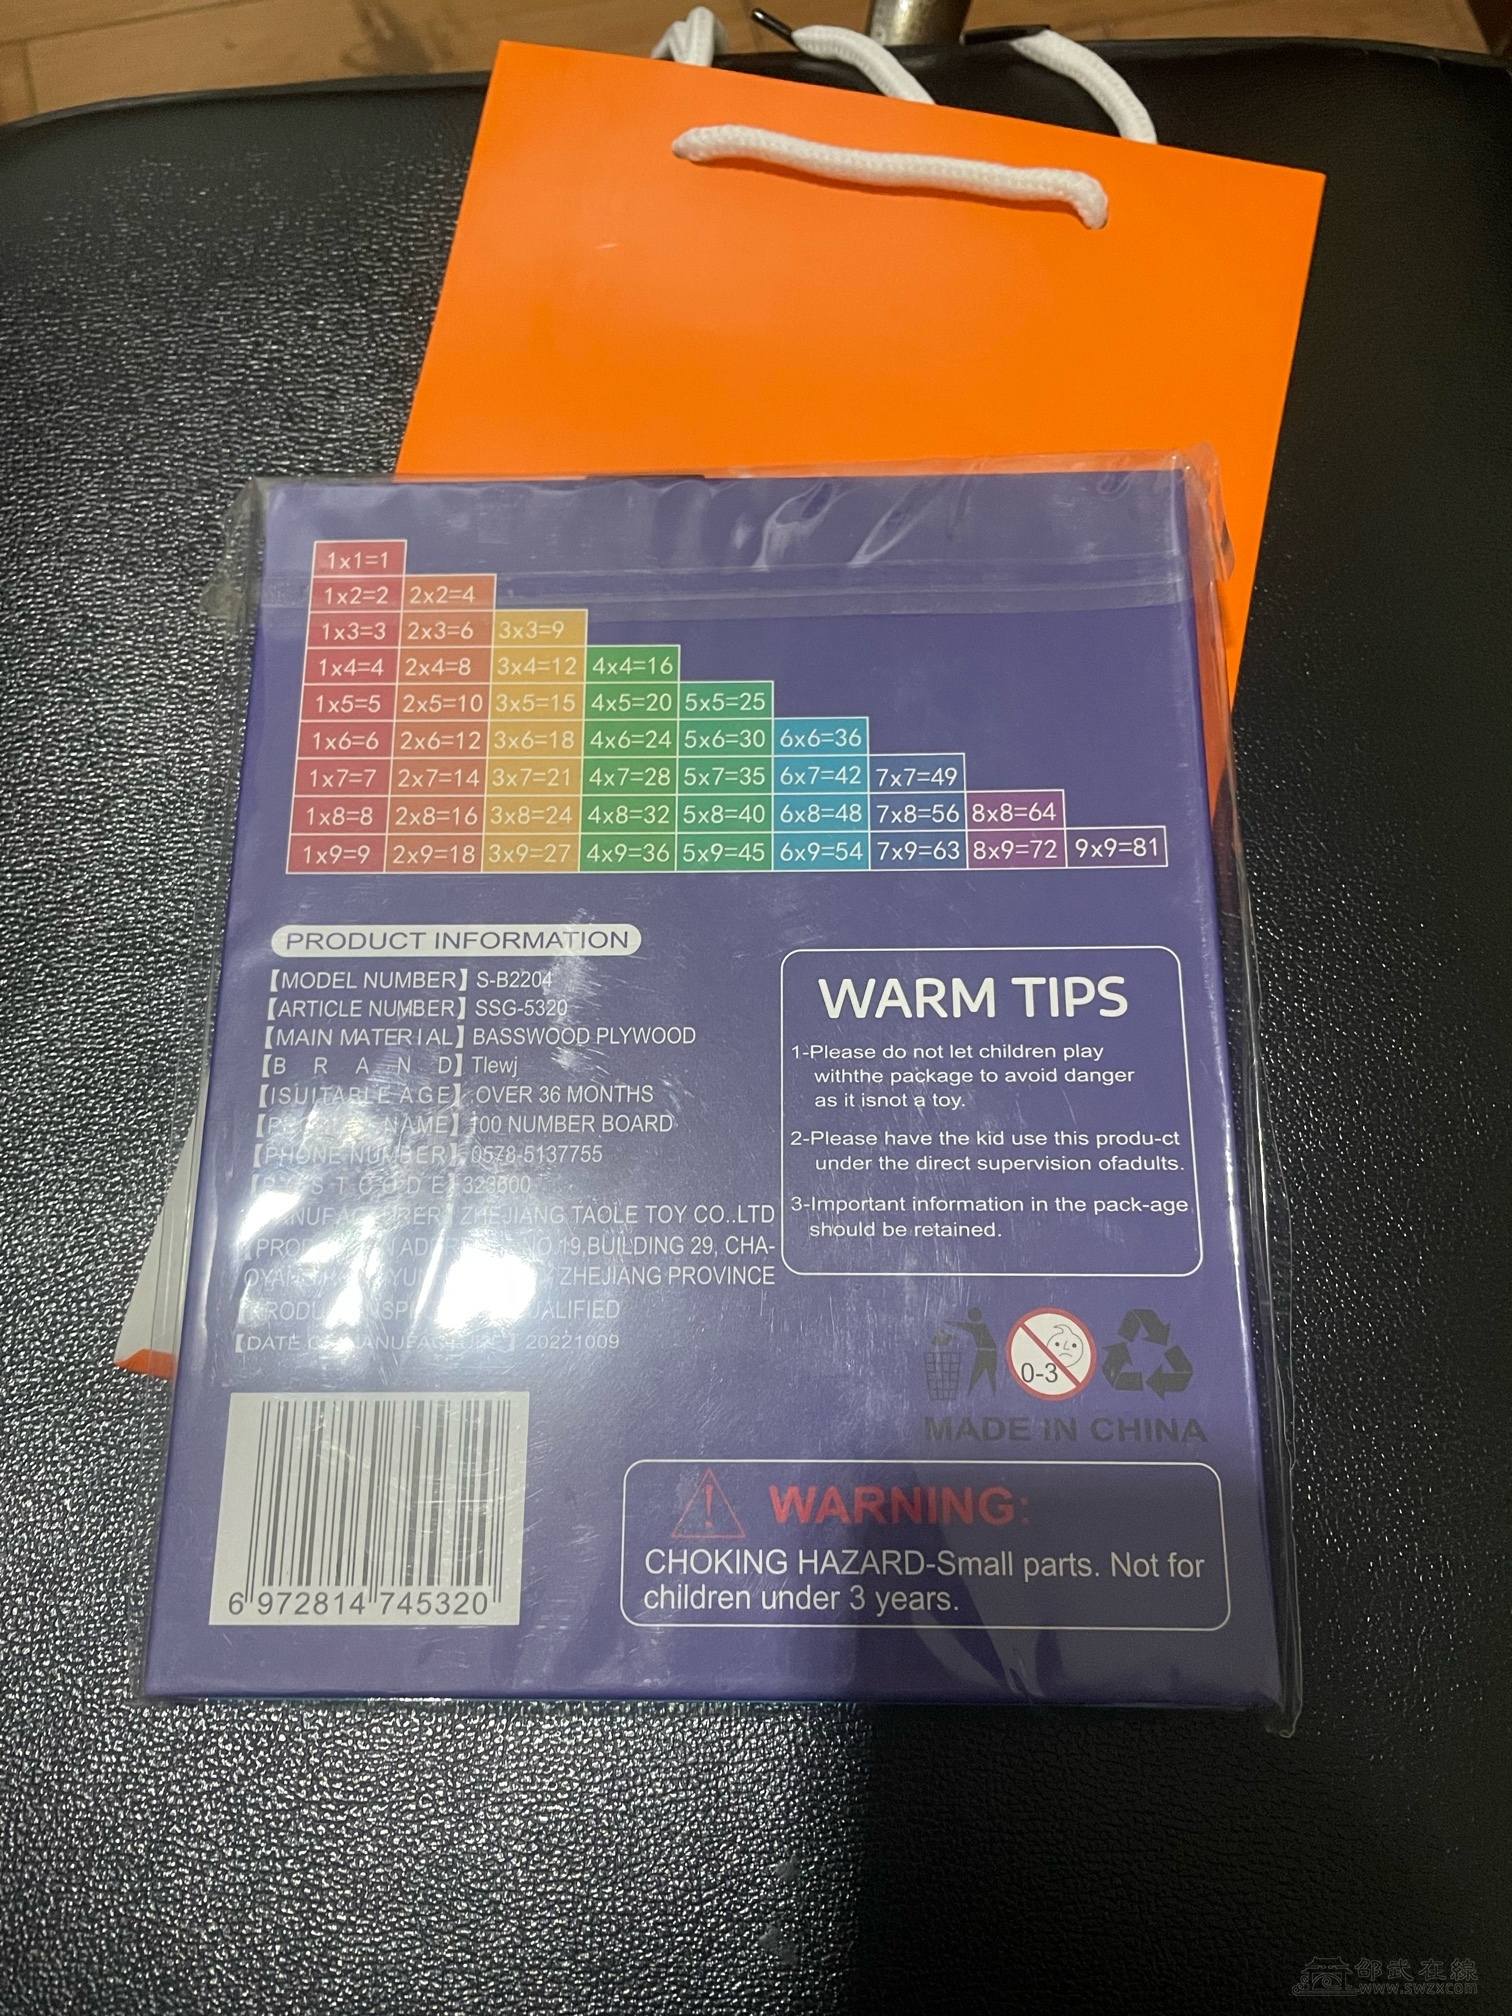 1x1=1
1x2=2 2x2=4
1x3=3 2x3=6 3x3=9
1x4=4 2x4=8 3x4=12 4x4=16
1x5=5 2x5=10 3x5=15 4x5=20 5x5=25
1x6=6 2x6=12 3x6=18 4x6=24 5x6=30 6x6=36
1x7=7 2x7=14 3x7=21 4x7=28 5x7=35 6x7=42 7x7=49
1x8=8 2x8=16 3x8=24 4x8=32 5x8=40 6x8=48 7x8=56 8x8=64
1x9=9 2x9=18 3x9=27 4x9=36 5x9=45 6x9=54 7x9=63 8x9=72 9x9=81
PRODUCT INFORMATION
【MODEL NUMBER】S-B2204
【ARTICLE NUMBER】SSG-5320
【MAIN MATERIAL】BASSWOOD PLYWOOD
【B R A N D】Tlewj
【ISUITABLE AGE】OVER 36 MONTHS
NAME】100 NUMBER BOARD
【PHONE NUMBER】0578-5137755
323600
ZHEJIANG TAOLE TOY CO..LTD
NO.19,BUILDING 29, CHA-
ZHEJIANG PROVINCE
【DATE 】20221009
WARM TIPS
1-Please do not let children play
withthe package to avoid danger
as it isnot a toy.
2-Please have the kid use this produ-ct
under the direct supervision ofadults.
3-Important information in the pack-age
should be retained.
0-3
MADE IN CHINA
6 972814 745320
WARNING:
CHOKING HAZARD-Small parts. Not for
children under 3 years.
邵武在線
www.swzx.com